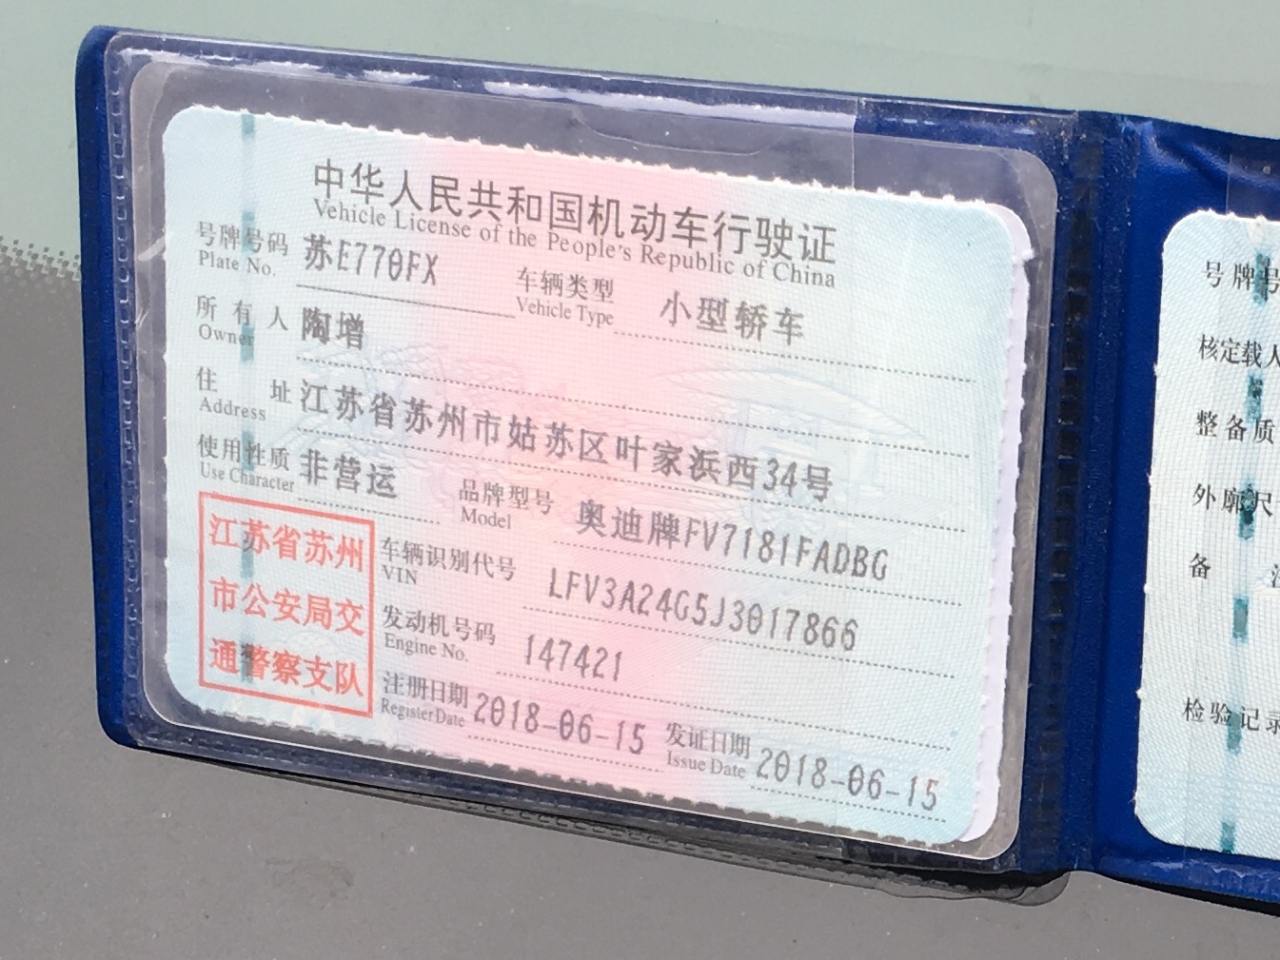 中华人民共和国机动车行驶证
Vehicle License of the People's Republic of China
号牌号码 苏E770FX 车辆类型 小型轿车
Plate No. Vehicle Type
所有人 陶增
Owner
住址 江苏省苏州市姑苏区叶家浜西34号
Address
使用性质 非营运 品牌型号 奥迪牌FV7181FADBG
Use Character Model
江苏省苏州
市公安局交
通警察支队
车辆识别代号 LFV3A24G5J3017866
VIN
发动机号码 147421
Engine No.
注册日期 2018-06-15 发证日期 2018-06-15
Register Date Issue Date
号牌号
核定载人
整备质
外廓尺
备
检验记录